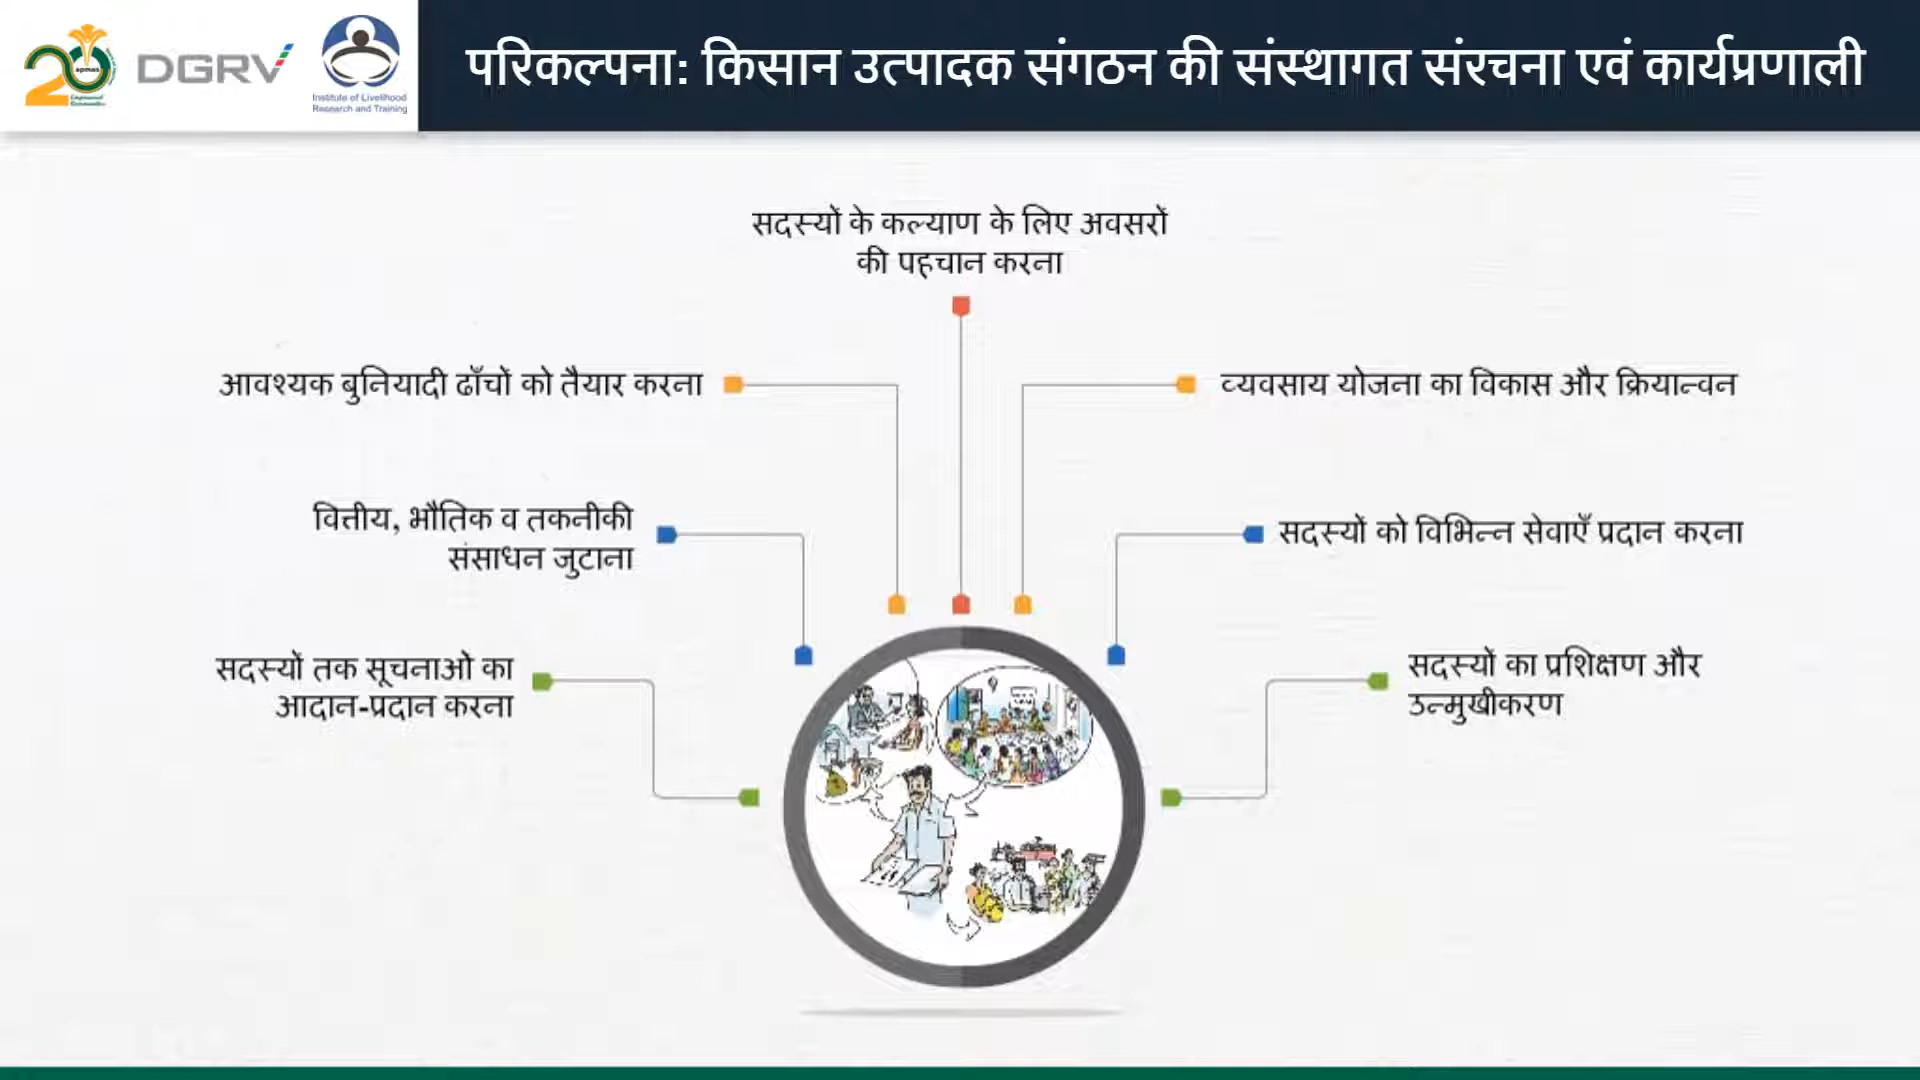 20
apmas
DGRV
Institute of Livelihood
Research and Training
परिकल्पना: किसान उत्पादक संगठन की संस्थागत संरचना एवं कार्यप्रणाली
सदस्यों के कल्याण के लिए अवसरों
की पहचान करना
आवश्यक बुनियादी ढाँचों को तैयार करना
व्यवसाय योजना का विकास और क्रियान्वन
वित्तीय, भौतिक व तकनीकी
संसाधन जुटाना
सदस्यों को विभिन्न सेवाएँ प्रदान करना
सदस्यों तक सूचनाओं का
आदान-प्रदान करना
सदस्यों का प्रशिक्षण और
उन्मुखीकरण